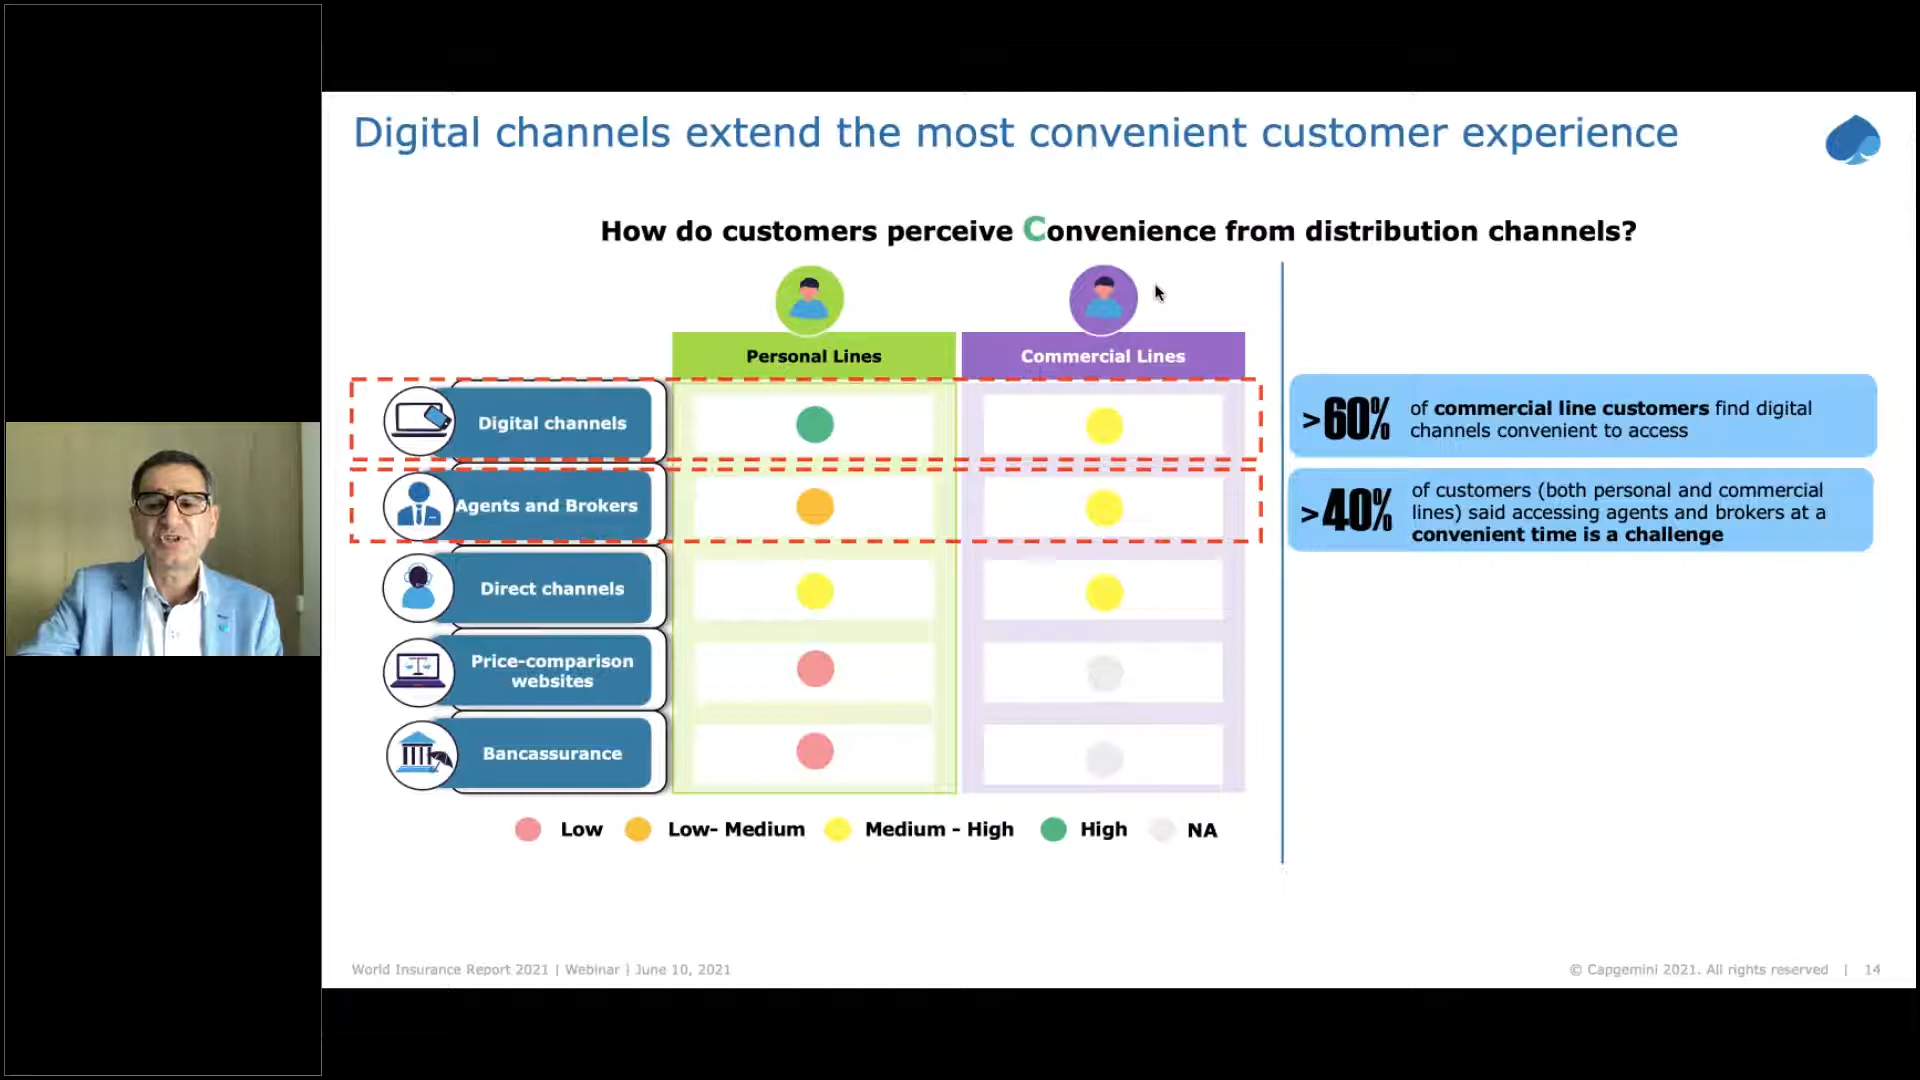 Digital channels extend the most convenient customer experience
How do customers perceive Convenience from distribution channels?
Personal Lines
Commercial Lines
Digital channels
Agents and Brokers
Direct channels
Price-comparison
websites
Bancassurance
>60%
of commercial line customers find digital
channels convenient to access
>40%
of customers (both personal and commercial
lines) said accessing agents and brokers at a
convenient time is a challenge
Low
Low- Medium
Medium - High
High
NA
World Insurance Report 2021 | Webinar | June 10, 2021
© Capgemini 2021. All rights reserved | 14